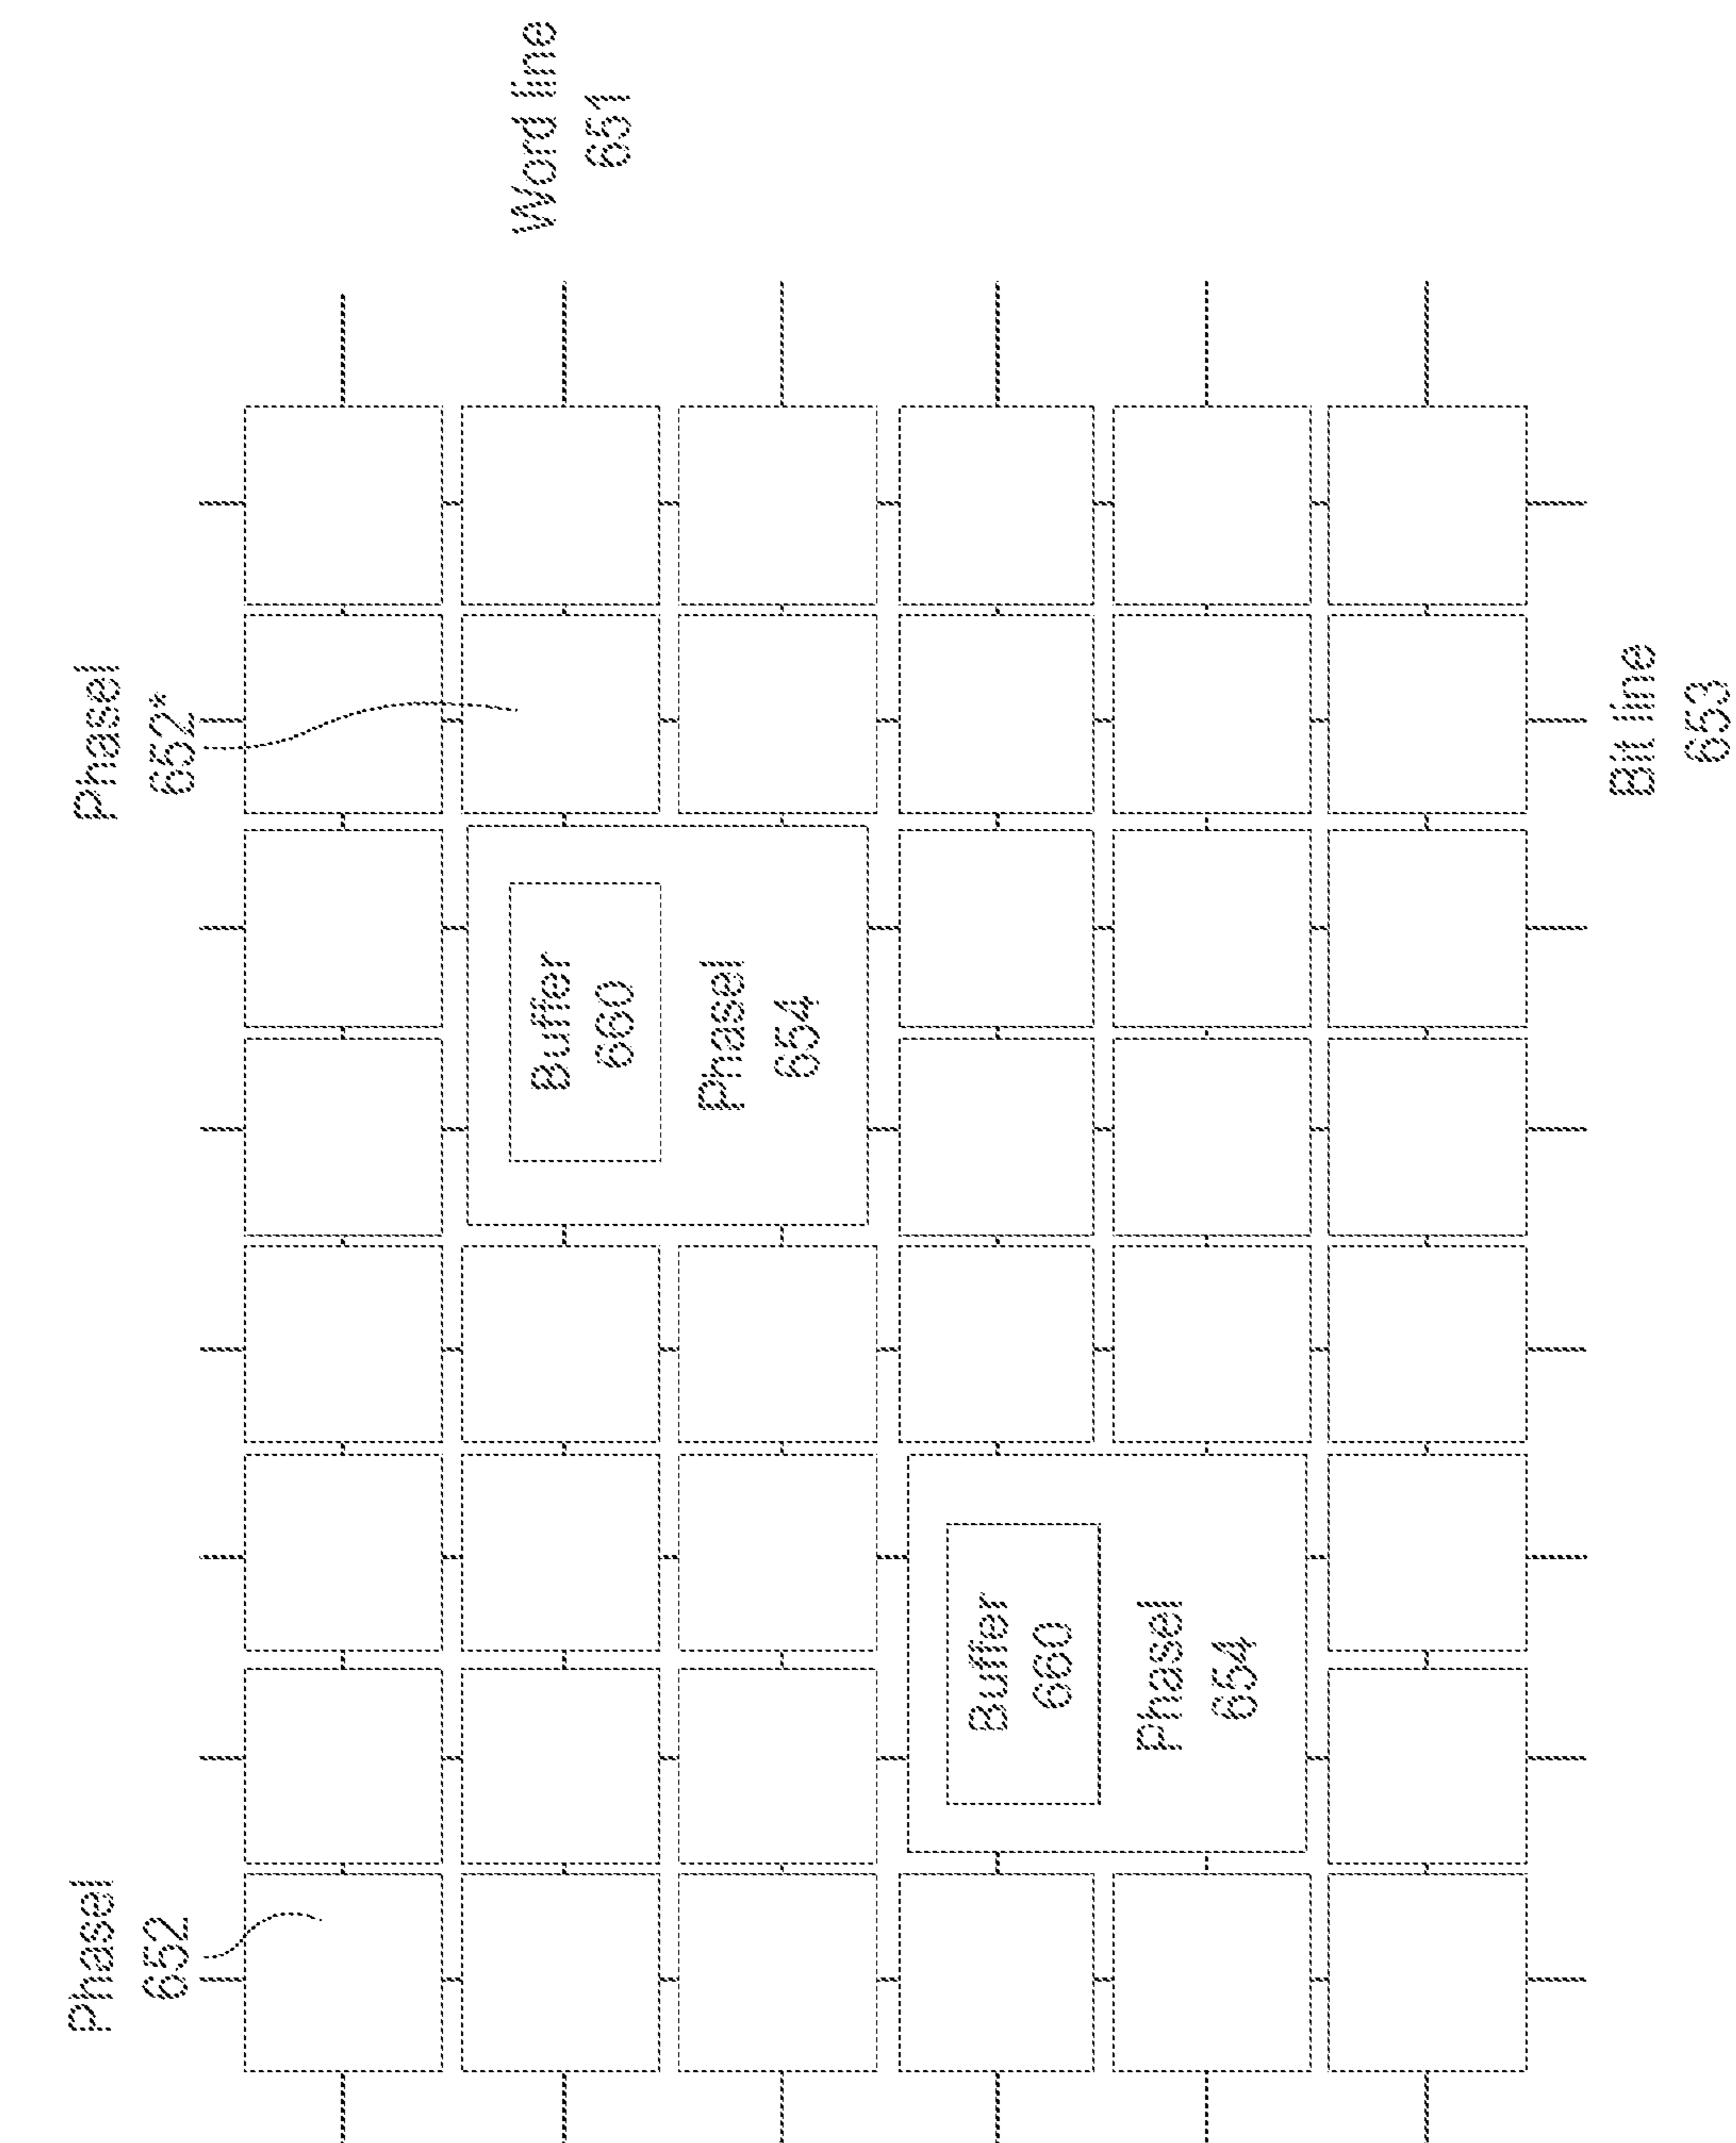 Phasel
652
Phasel
652*
Word line
651
Buffer
660
Phasel
654
Buffer
660
Phasel
654
Bit line
653